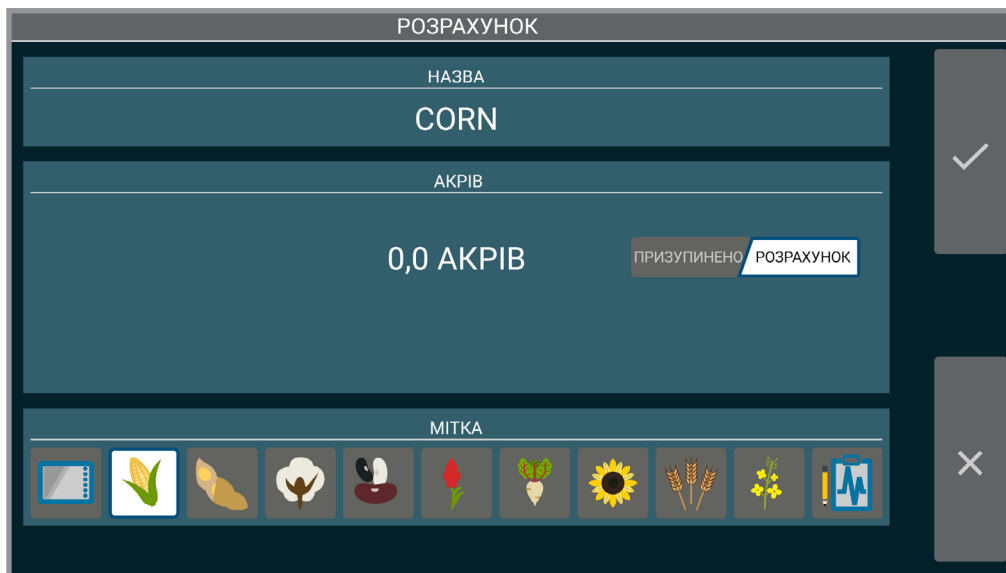 РОЗРАХУНОК
НАЗВА
CORN
АКРІВ
0,0 АКРІВ
ПРИЗУПИНЕНО РОЗРАХУНОК
МІТКА